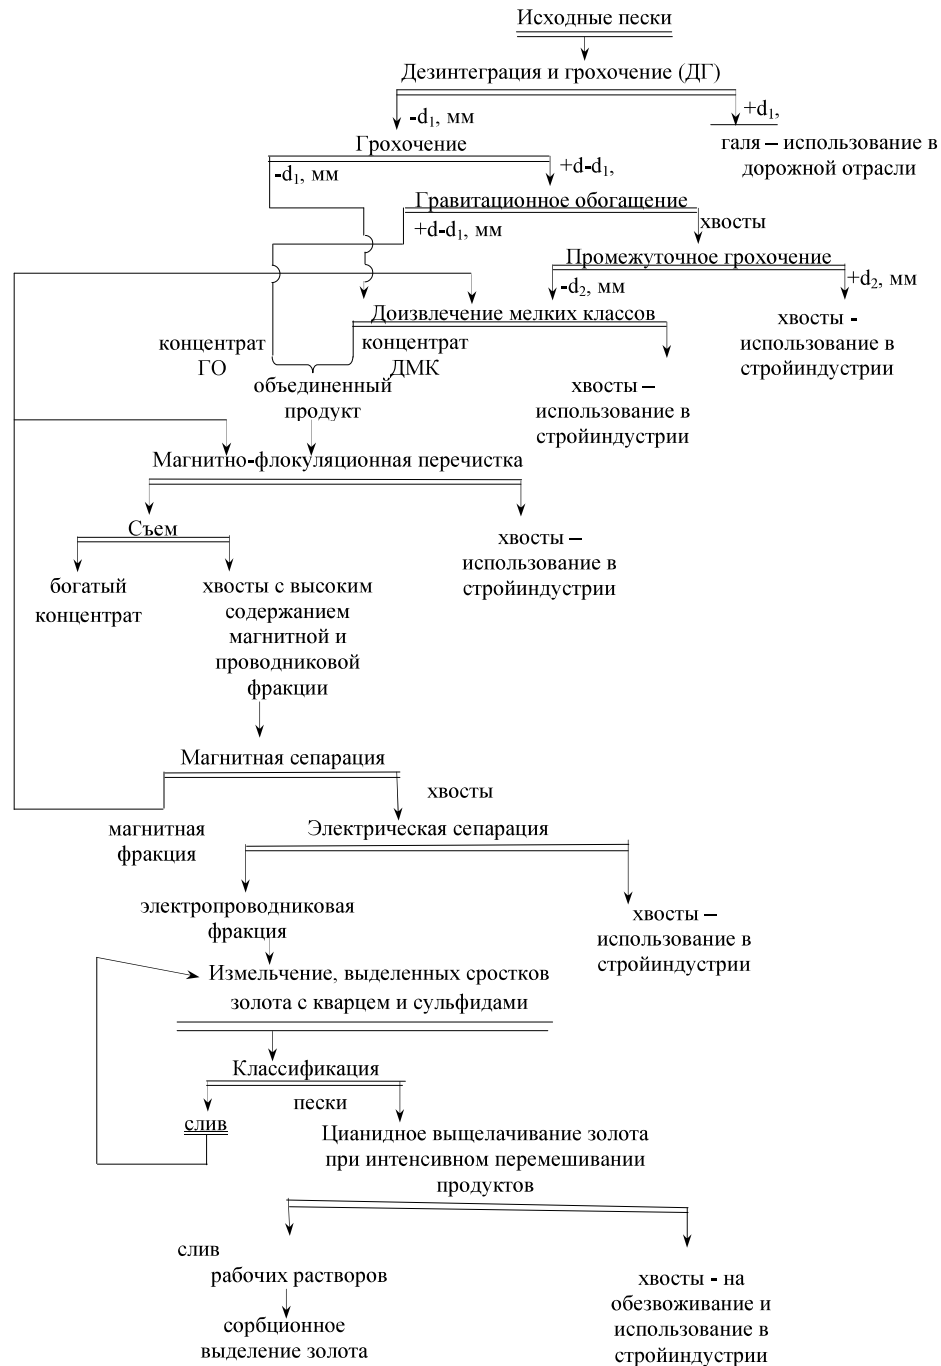 Исходные пески
Дезинтеграция и грохочение (ДГ)
-d₁, мм
+d₁,
Грохочение
галя – использование в
дорожной отрасли
-d₁, мм
+d-d₁,
Гравитационное обогащение
+d-d₁, мм
хвосты
Промежуточное грохочение
-d₂, мм
+d₂, мм
Доизвлечение мелких классов
хвосты -
использование в
стройиндустрии
концентрат
ГО
концентрат
ДМК
объединенный
продукт
хвосты –
использование в
стройиндустрии
Магнитно-флокуляционная перечистка
Съем
хвосты –
использование в
стройиндустрии
богатый
концентрат
хвосты с высоким
содержанием
магнитной и
проводниковой
фракции
Магнитная сепарация
хвосты
магнитная
фракция
Электрическая сепарация
электропроводниковая
фракция
хвосты –
использование в
стройиндустрии
Измельчение, выделенных сростков
золота с кварцем и сульфидами
Классификация
пески
слив
Цианидное выщелачивание золота
при интенсивном перемешивании
продуктов
слив
рабочих растворов
хвосты - на
обезвоживание и
использование в
стройиндустрии
сорбционное
выделение золота